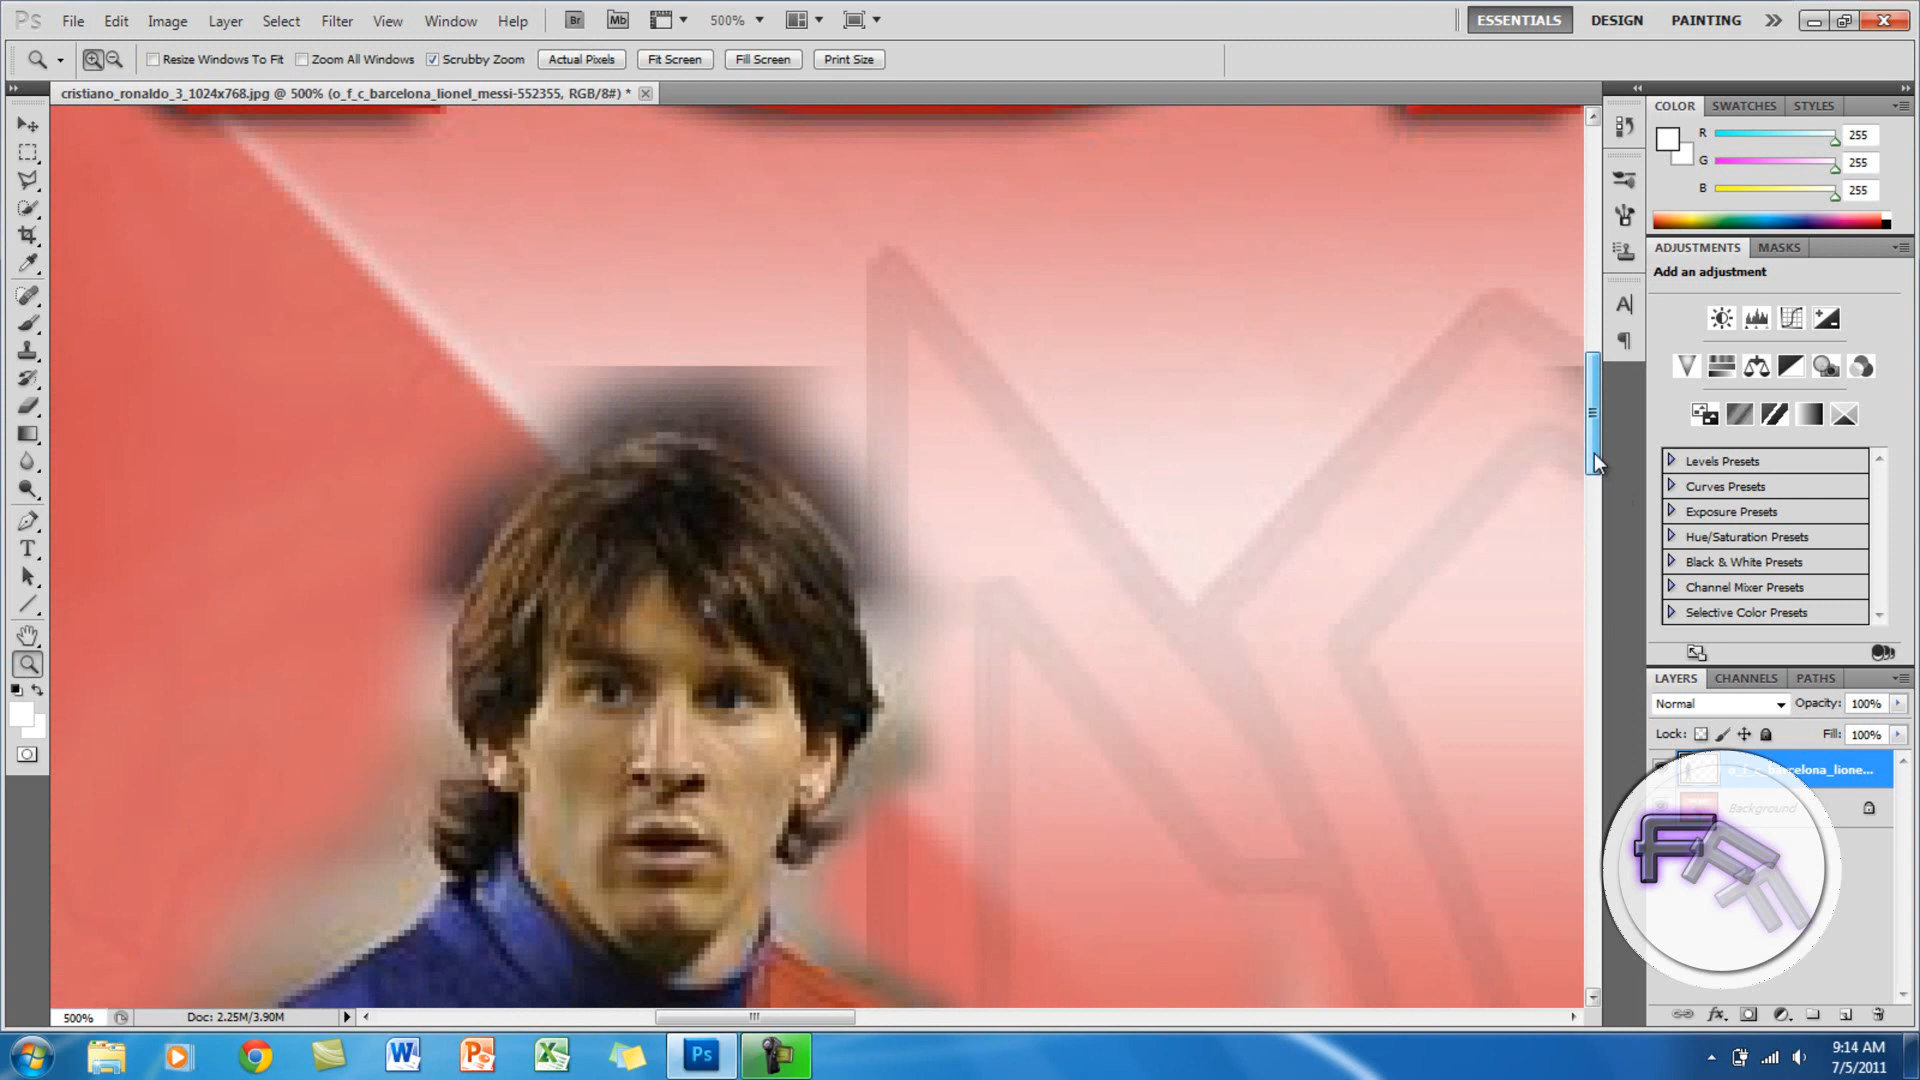 Ps File Edit Image Layer Select Filter View Window Help Br Mb 500% ESSENTIALS DESIGN PAINTING
Resize Windows To Fit Zoom All Windows Scrubby Zoom Actual Pixels Fit Screen Fill Screen Print Size
cristiano_ronaldo_3_1024x768.jpg @ 500% (o_f_c_barcelona_lionel_messi-552355, RGB/8#) *
COLOR SWATCHES STYLES
R 255
G 255
B 255
ADJUSTMENTS MASKS
Add an adjustment
Levels Presets
Curves Presets
Exposure Presets
Hue/Saturation Presets
Black & White Presets
Channel Mixer Presets
Selective Color Presets
LAYERS CHANNELS PATHS
Normal Opacity: 100%
Lock: Fill: 100%
o_f_c_barcelona_lione...
Background
500% Doc: 2.25M/3.90M
Ps
9:14 AM
7/5/2011